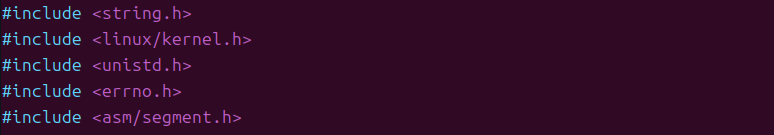 #include <string.h>
#include <linux/kernel.h>
#include <unistd.h>
#include <errno.h>
#include <asm/segment.h>